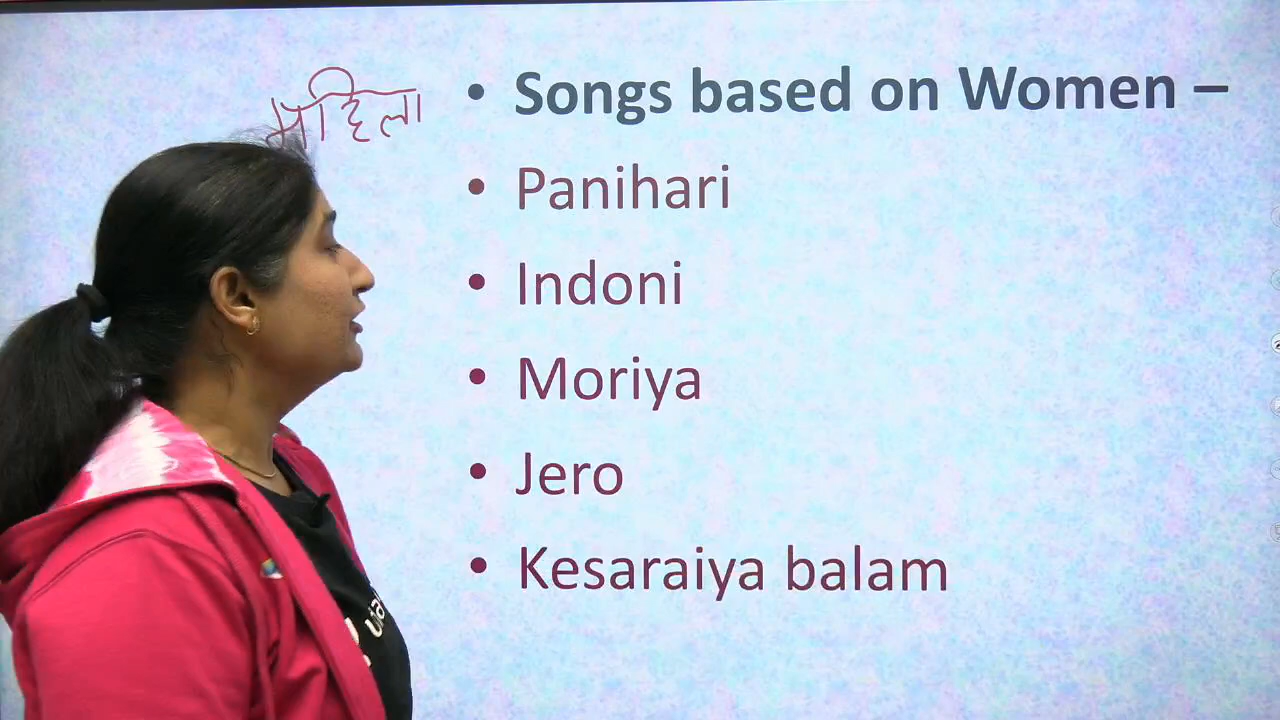 महिला
• Songs based on Women –
• Panihari
• Indoni
• Moriya
• Jero
• Kesaraiya balam